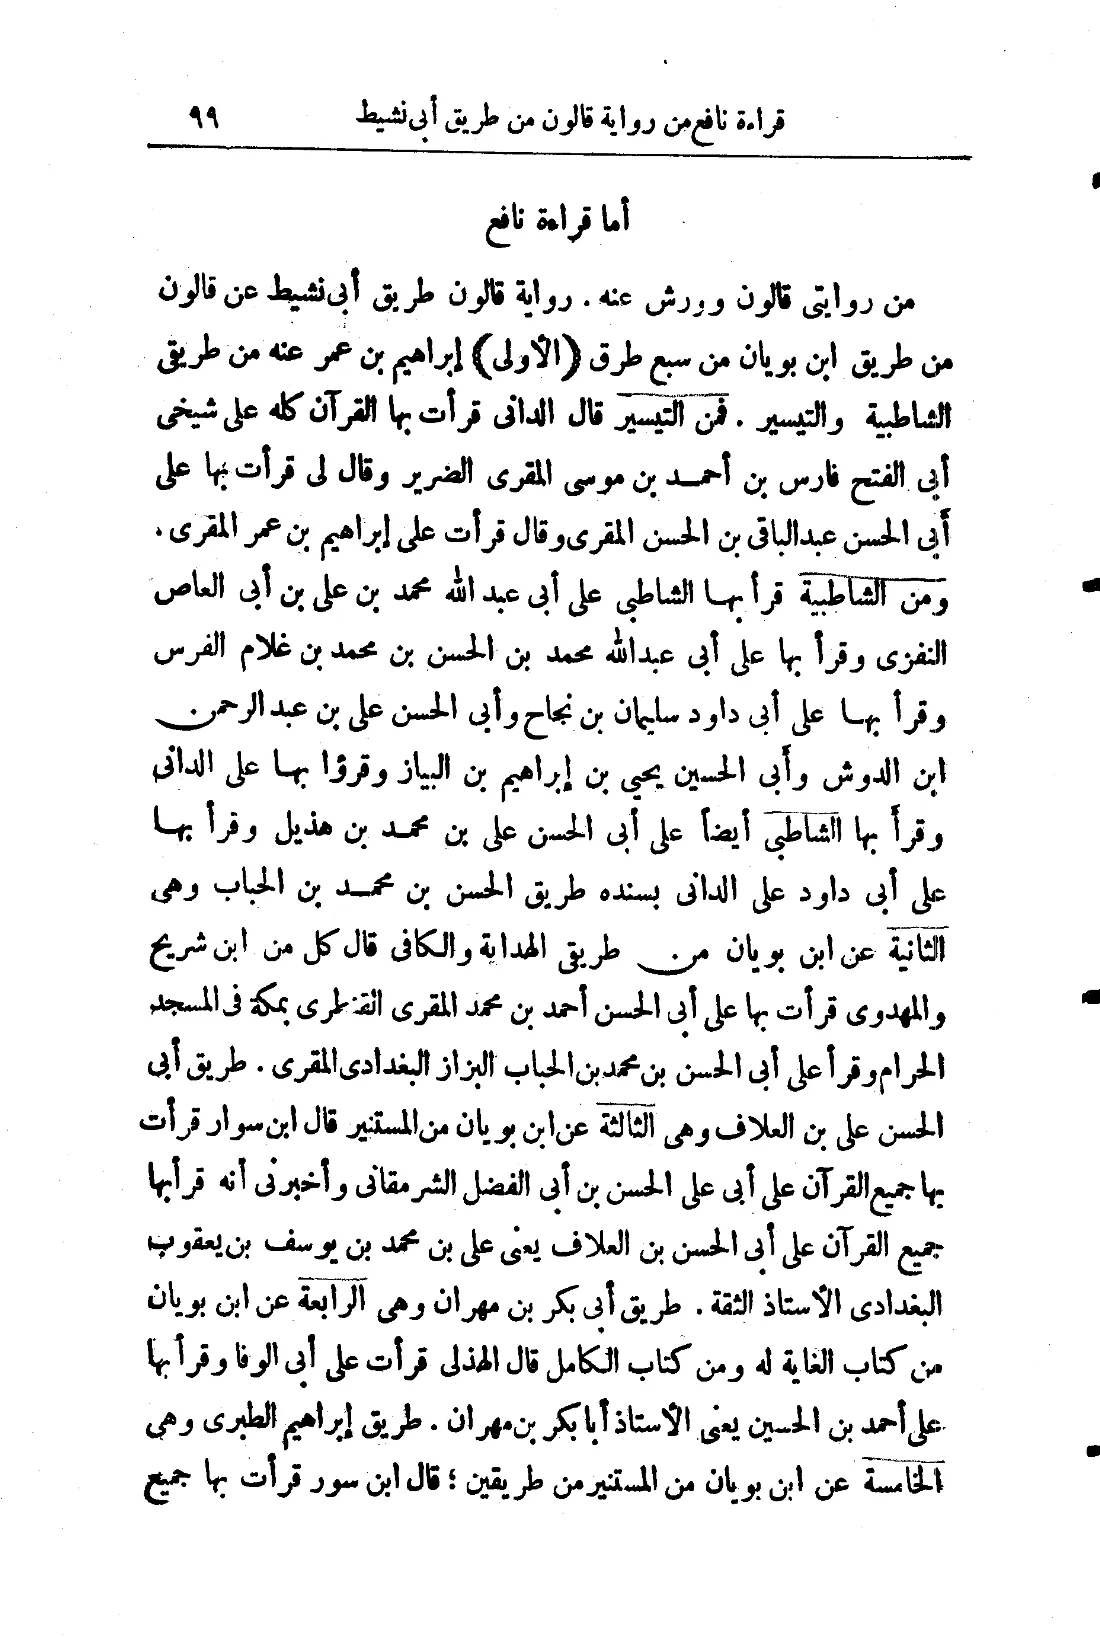 قراءة نافع من رواية قالون من طريق أبى نشيط ٩٩
أما قراءة نافع
من روايتى قالون وورش عنه . رواية قالون طريق أبى نشيط عن قالون
من طريق ابن بويان من سبع طرق (الأولى) إبراهيم بن عمر عنه من طريقى
الشاطبية والتيسير . فمن التيسير قال الدانى قرأت بها القرآن كله على شيخى
أبى الفتح فارس بن أحمد بن موسى المقرى الضرير وقال لى قرأت بها على
أبى الحسن عبدالباقى بن الحسن المقرى وقال قرأت على إبراهيم بن عمر المقرى .
ومن الشاطبية قرأ بها الشاطبى على أبى عبد الله محمد بن على بن أبى العاص
النفزى وقرأ بها على أبى عبدالله محمد بن الحسن بن محمد بن غلام الفرس
وقرأ بها على أبى داود سليمان بن نجاح وأبى الحسن على بن عبد الرحمن
ابن الدوش وأبى الحسين يحيى بن إبراهيم بن البياز وقرؤا بها على الدانى
وقرأ بها الشاطبى أيضاً على أبى الحسن على بن محمد بن هذيل وقرأ بها
على أبى داود على الدانى بسنده طريق الحسن بن محمد بن الحباب وهى
الثانية عن ابن بويان من طريقى الهداية والكافى قال كل من ابن شريح
والمهدوى قرأت بها على أبى الحسن أحمد بن محمد المقرى القنطرى بمكة فى المسجد
الحرام وقرأ على أبى الحسن بن محمد بن الحباب البزاز البغدادى المقرى . طريق أبى
الحسن على بن العلاف وهى الثالثة عن ابن بويان من المستنير قال ابن سوار قرأت
بها جميع القرآن على أبى على الحسن بن أبى الفضل الشرمقانى وأخبرنى أنه قرأ بها
جميع القرآن على أبى الحسن بن العلاف يعنى على بن محمد بن يوسف بن يعقوب
البغدادى الأستاذ الثقة . طريق أبى بكر بن مهران وهى الرابعة عن ابن بويان
من كتاب الغاية له ومن كتاب الكامل قال الهذلى قرأت على أبى الوفا وقرأ بها
على أحمد بن الحسين يعنى الأستاذ أبا بكر بن مهران . طريق إبراهيم الطبرى وهى
الخامسة عن ابن بويان من المستنير من طريقين ؛ قال ابن سور قرأت بها جميع